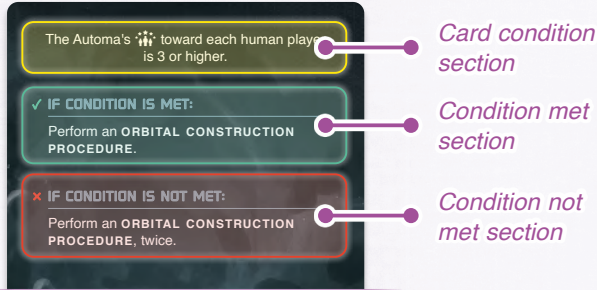 The Automa's toward each human
is 3 or higher.
Card condition
section
IF CONDITION IS MET:
Perform an ORBITAL CONSTRUCTION
PROCEDURE.
Condition met
section
IF CONDITION IS NOT MET:
Perform an ORBITAL CONSTRUCTION
PROCEDURE, twice.
Condition not
met section